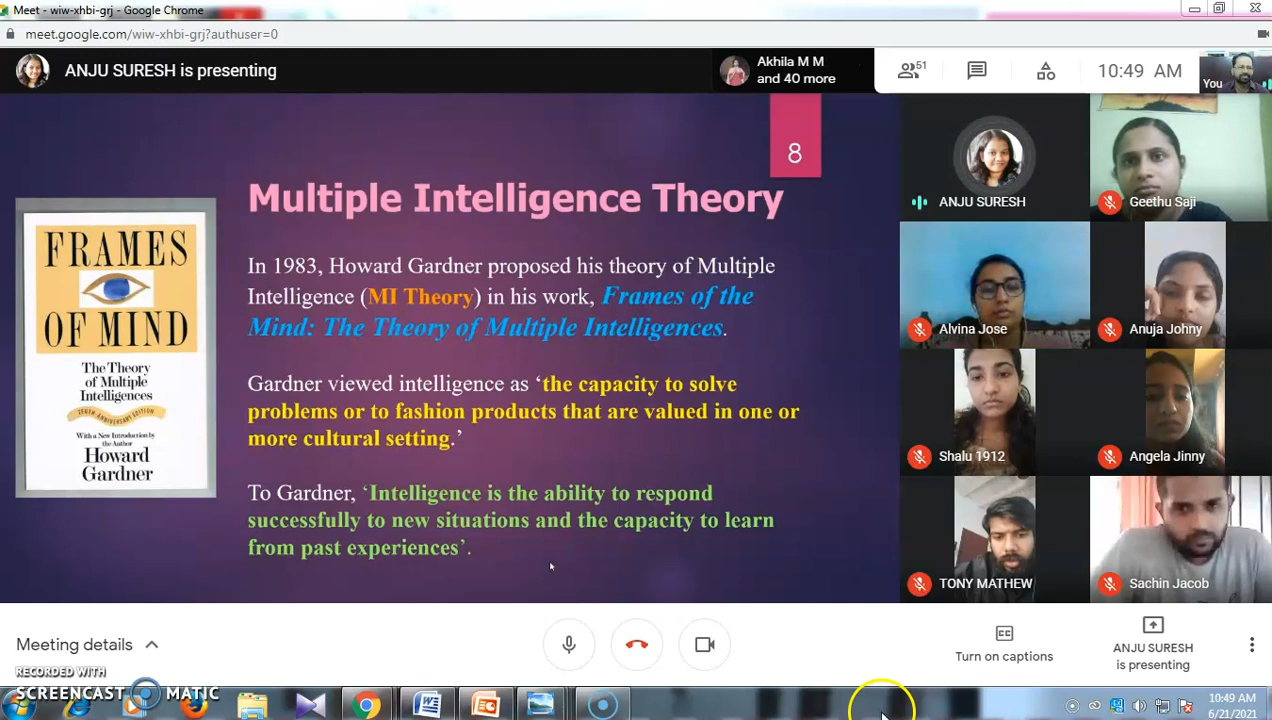 Meet - wiw-xhbi-grj - Google Chrome
meet.google.com/wiw-xhbi-grj?authuser=0
ANJU SURESH is presenting
Akhila M M
and 40 more
51
10:49 AM
You
8
Multiple Intelligence Theory
In 1983, Howard Gardner proposed his theory of Multiple
Intelligence (MI Theory) in his work, Frames of the
Mind: The Theory of Multiple Intelligences.
Gardner viewed intelligence as ‘the capacity to solve
problems or to fashion products that are valued in one or
more cultural setting.’
To Gardner, ‘Intelligence is the ability to respond
successfully to new situations and the capacity to learn
from past experiences’.
FRAMES
OF MIND
The Theory
of Multiple
Intelligences
TENTH-ANNIVERSARY EDITION
With a New Introduction by
the Author
Howard
Gardner
ANJU SURESH
Geethu Saji
Alvina Jose
Anuja Johny
Shalu 1912
Angela Jinny
TONY MATHEW
Sachin Jacob
Meeting details
CC
Turn on captions
ANJU SURESH
is presenting
RECORDED WITH
SCREENCAST MATIC
10:49 AM
6/21/2021